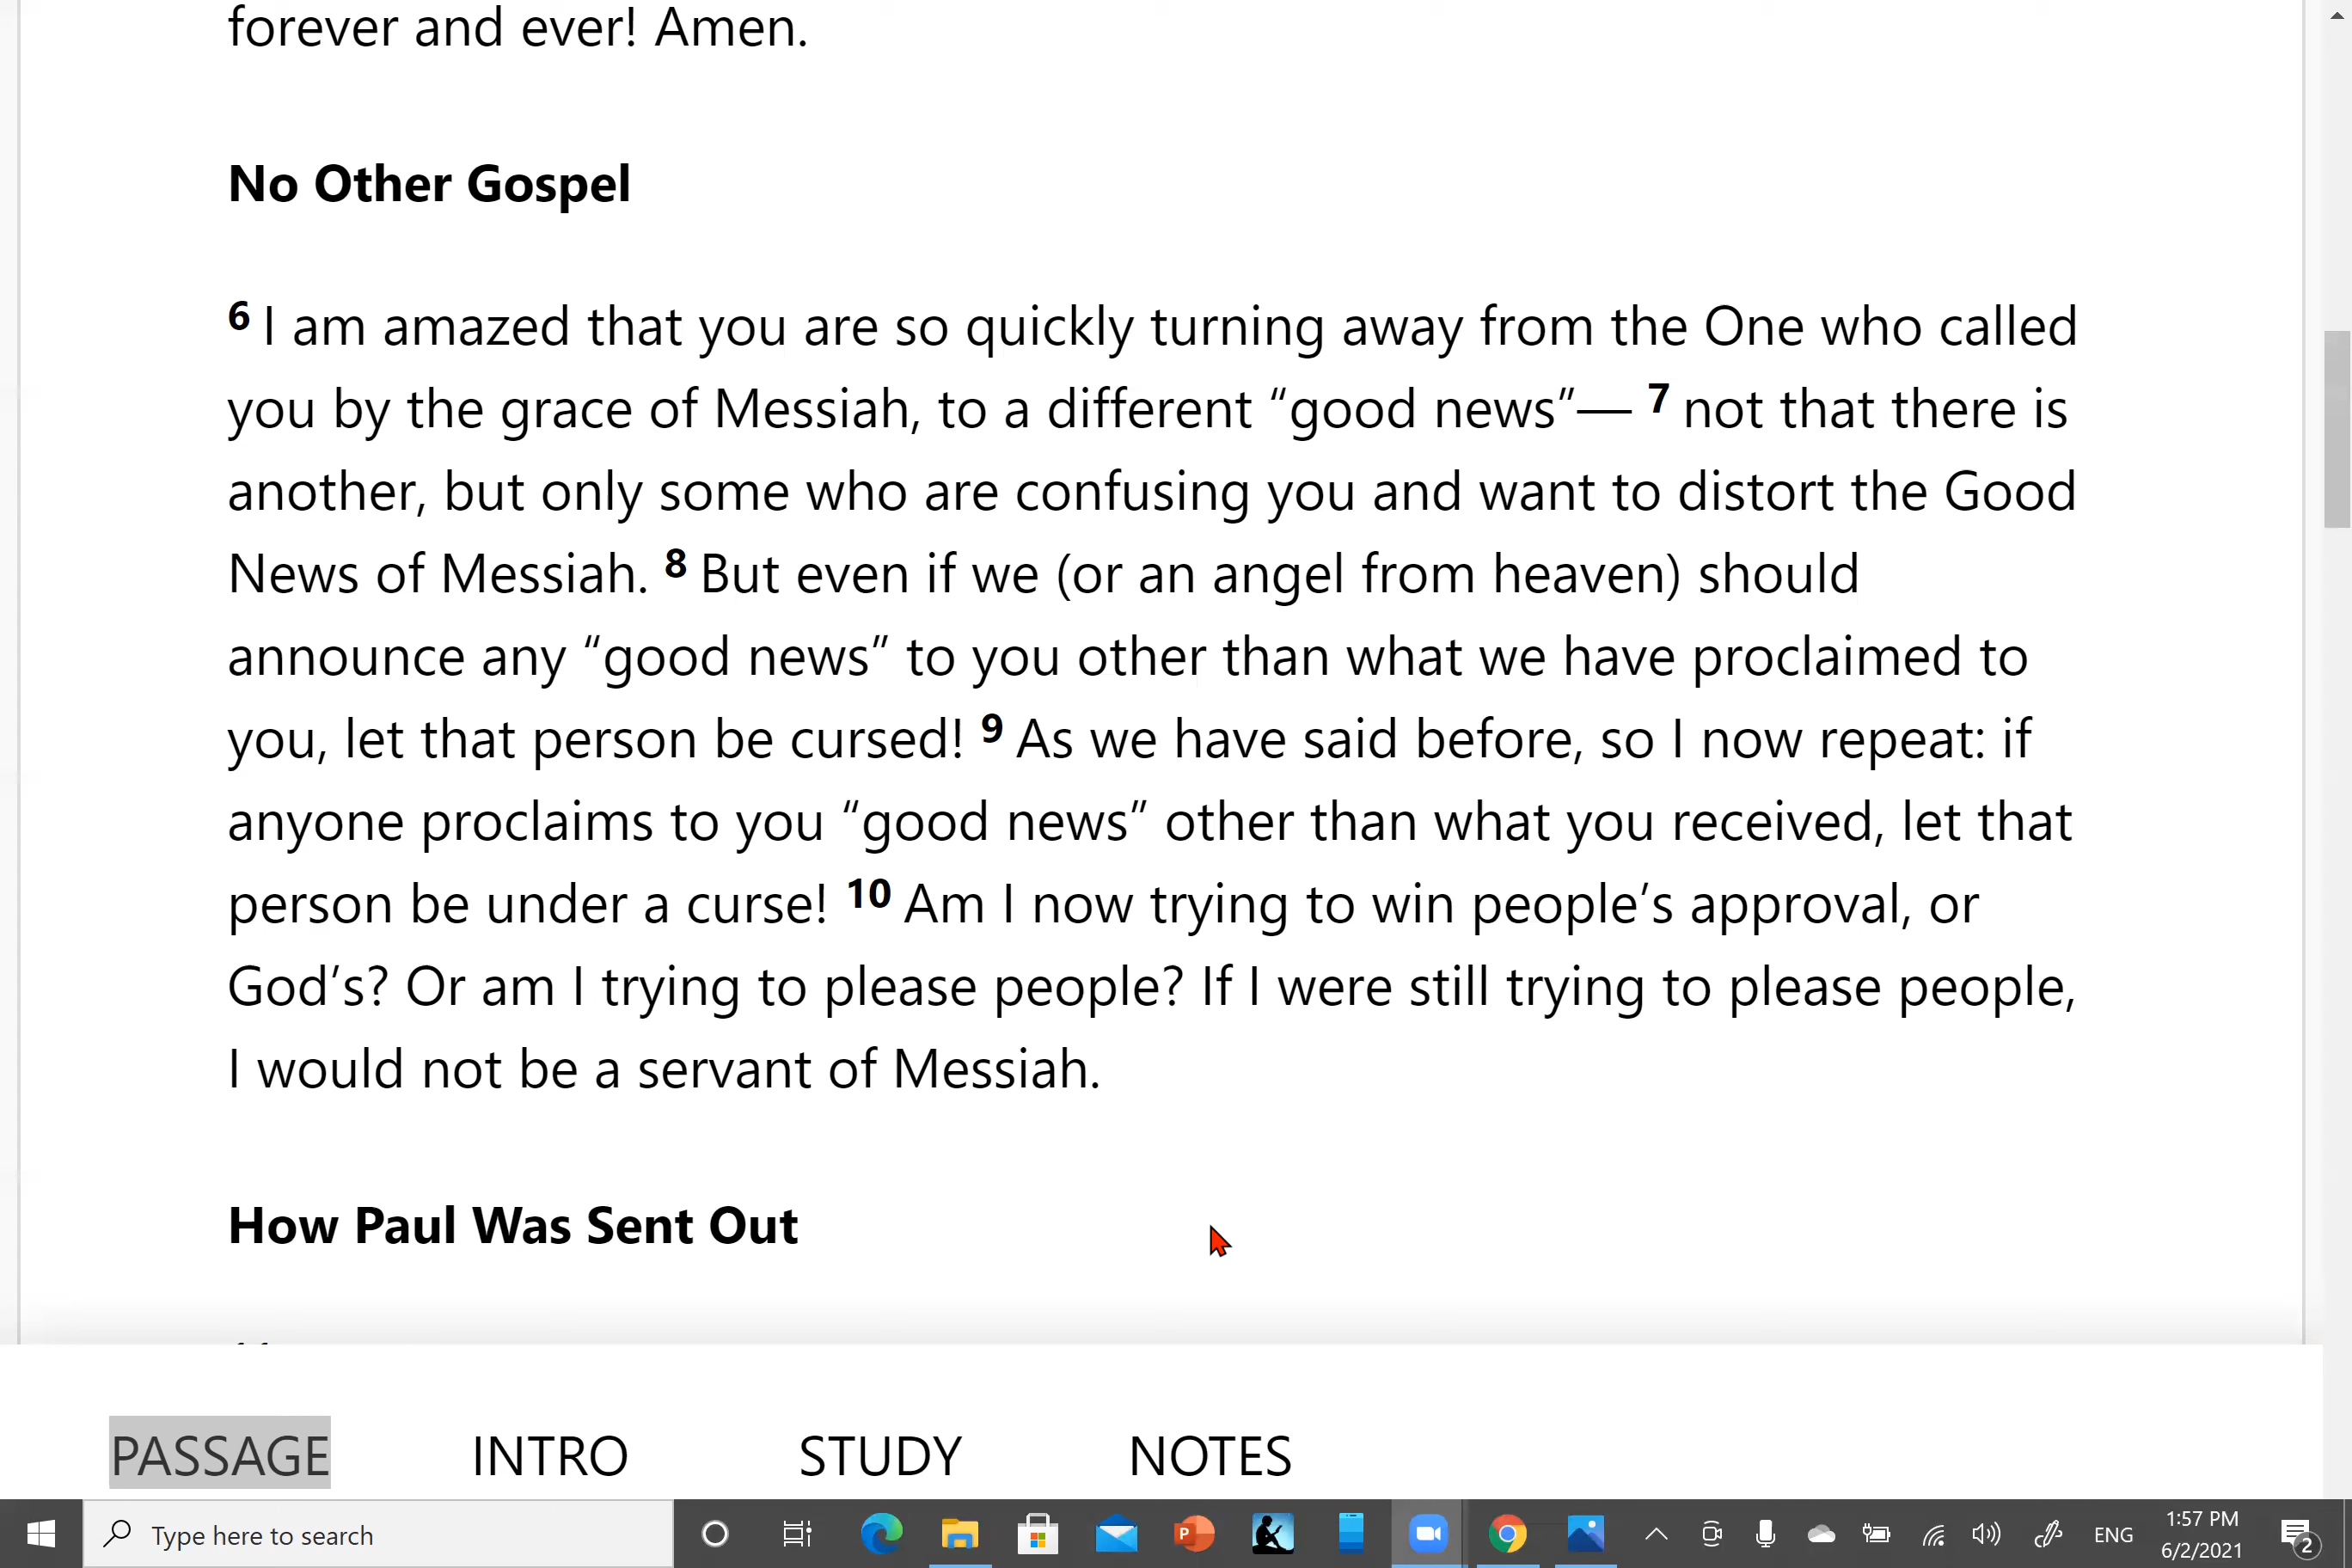 forever and ever! Amen.
No Other Gospel
6 I am amazed that you are so quickly turning away from the One who called
you by the grace of Messiah, to a different “good news”— 7 not that there is
another, but only some who are confusing you and want to distort the Good
News of Messiah. 8 But even if we (or an angel from heaven) should
announce any “good news” to you other than what we have proclaimed to
you, let that person be cursed! 9 As we have said before, so I now repeat: if
anyone proclaims to you “good news” other than what you received, let that
person be under a curse! 10 Am I now trying to win people’s approval, or
God’s? Or am I trying to please people? If I were still trying to please people,
I would not be a servant of Messiah.
How Paul Was Sent Out
PASSAGE INTRO STUDY NOTES
Type here to search
P
ENG
1:57 PM
6/2/2021
2